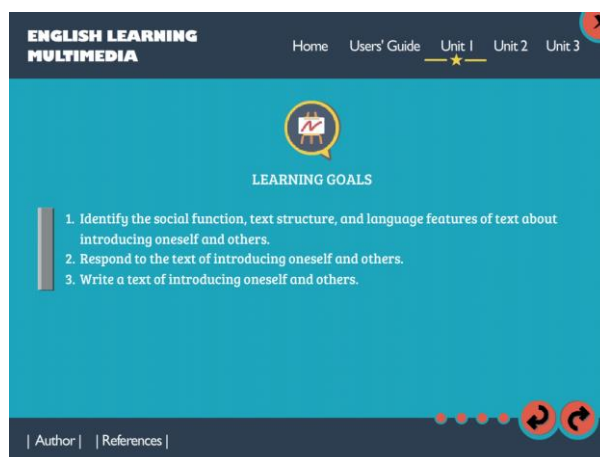 ENGLISH LEARNING
MULTIMEDIA
Home Users' Guide Unit 1 Unit 2 Unit 3
LEARNING GOALS
1. Identify the social function, text structure, and language features of text about
introducing oneself and others.
2. Respond to the text of introducing oneself and others.
3. Write a text of introducing oneself and others.
| Author | | References |